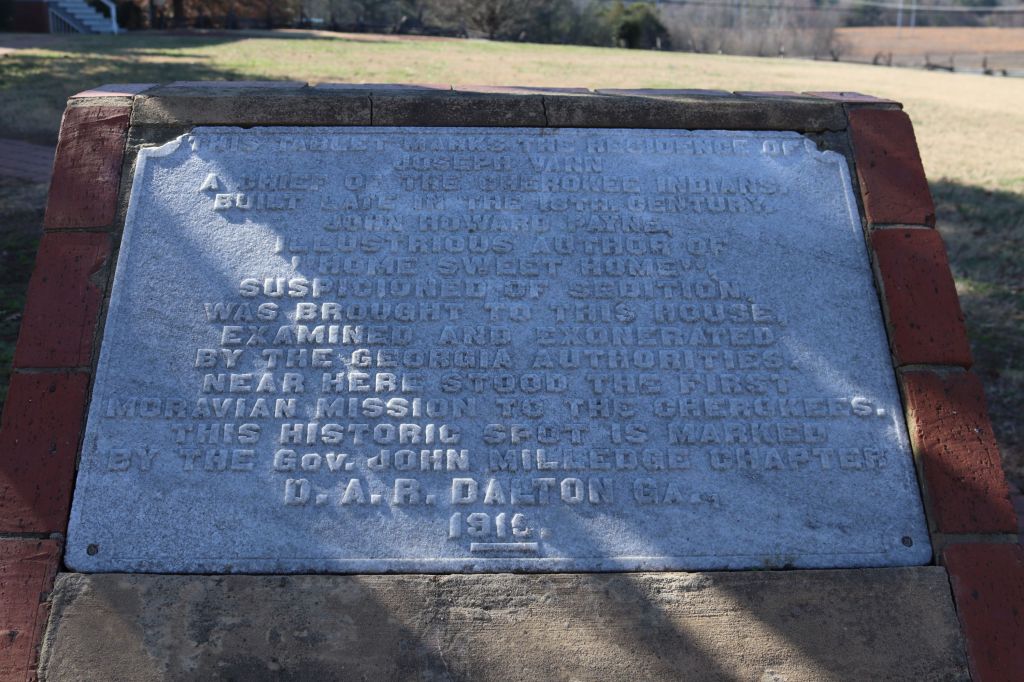 THIS TABLET MARKS THE RESIDENCE OF
JOSEPH VANN
A CHIEF OF THE CHEROKEE INDIANS.
BUILT LATE IN THE 18TH. CENTURY.
JOHN HOWARD PAYNE,
ILLUSTRIOUS AUTHOR OF
"HOME SWEET HOME",
SUSPICIONED OF SEDITION,
WAS BROUGHT TO THIS HOUSE,
EXAMINED AND EXONERATED
BY THE GEORGIA AUTHORITIES
NEAR HERE STOOD THE FIRST
MORAVIAN MISSION TO THE CHEROKEES.
THIS HISTORIC SPOT IS MARKED
BY THE Gov. JOHN MILLEDGE CHAPTER
D. A. R. DALTON GA.,